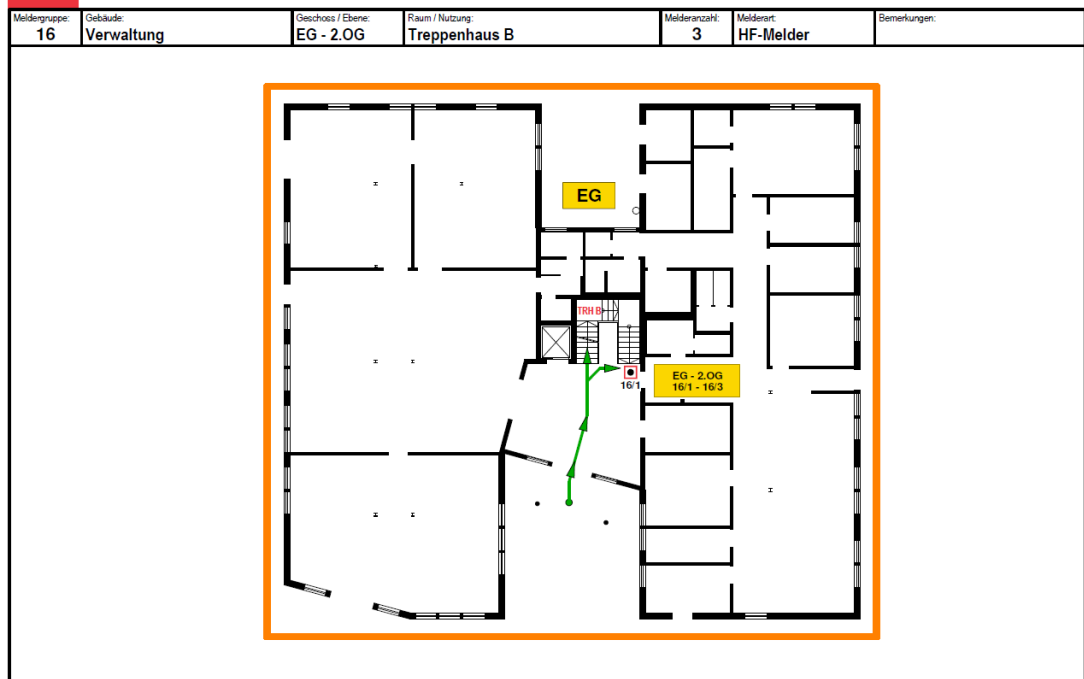 Meldergruppe: Gebäude: Geschoss / Ebene: Raum / Nutzung: Melderanzahl: Melderart: Bemerkungen:
16 Verwaltung EG - 2.OG Treppenhaus B 3 HF-Melder
EG
TRH B
EG - 2.OG
16/1 - 16/3
16/1